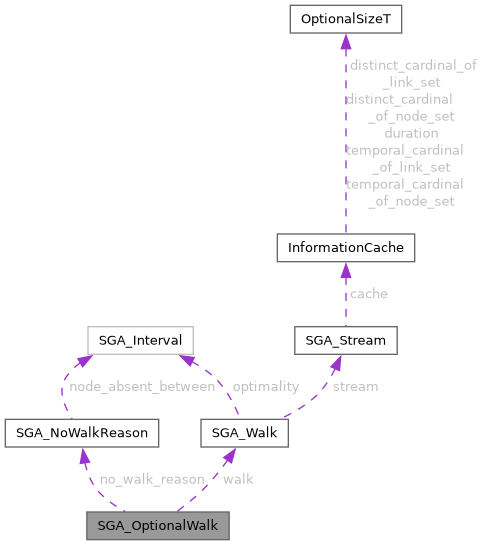 OptionalSizeT
distinct_cardinal_of
_link_set
distinct_cardinal
_of_node_set
duration
temporal_cardinal
_of_link_set
temporal_cardinal
_of_node_set
InformationCache
cache
SGA_Interval
SGA_Stream
node_absent_between
optimality
stream
SGA_NoWalkReason
SGA_Walk
no_walk_reason
walk
SGA_OptionalWalk